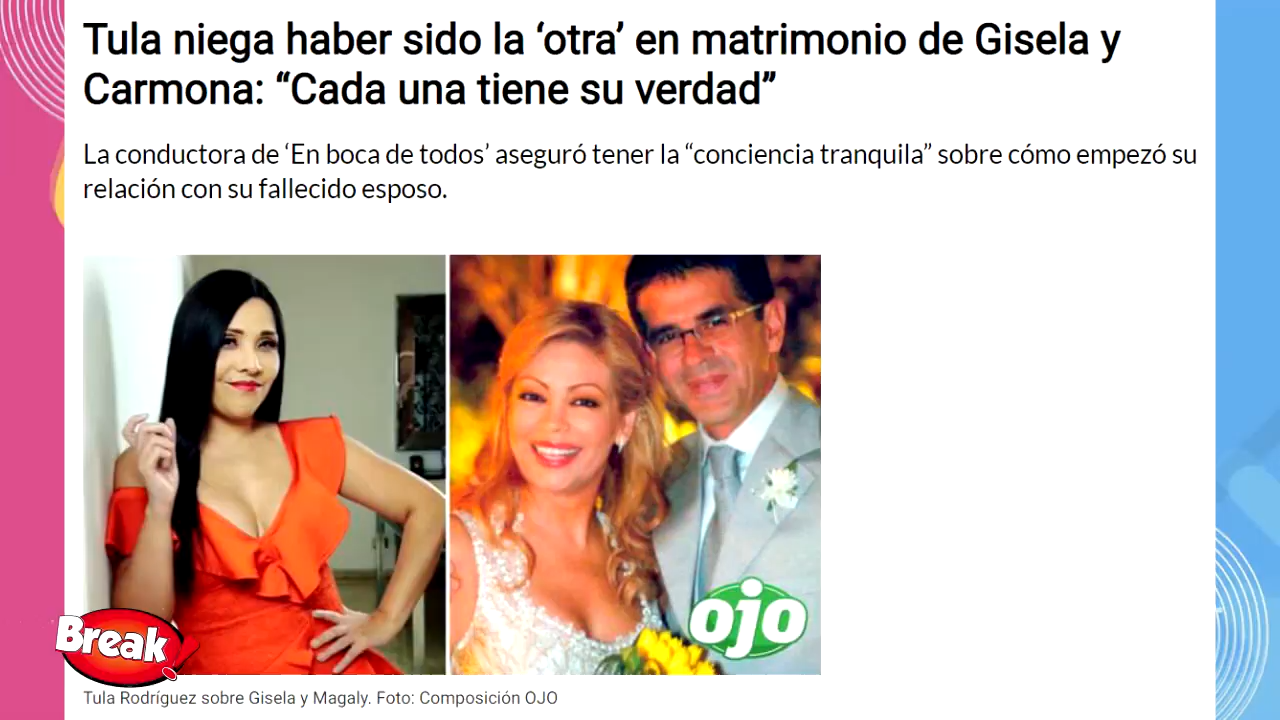 Tula niega haber sido la ‘otra’ en matrimonio de Gisela y
Carmona: “Cada una tiene su verdad”
La conductora de ‘En boca de todos’ aseguró tener la “conciencia tranquila” sobre cómo empezó su
relación con su fallecido esposo.
ojo
Break!
Tula Rodríguez sobre Gisela y Magaly. Foto: Composición OJO